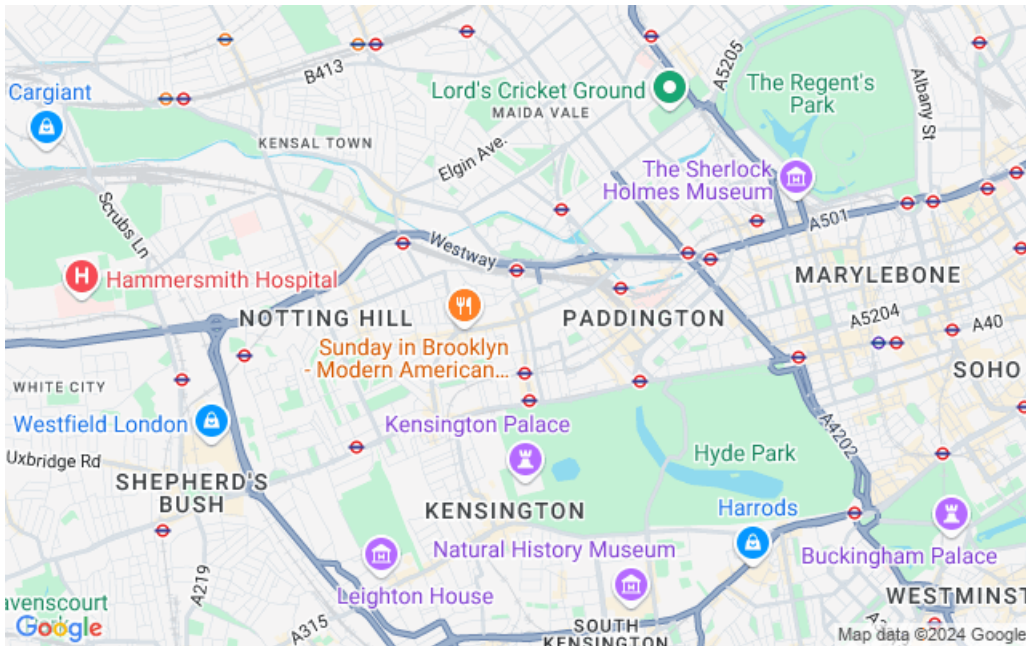 B413
A5205
Cargiant
Lord's Cricket Ground
The Regent's
Park
Albany St
MAIDA VALE
KENSAL TOWN
Elgin Ave.
The Sherlock
Holmes Museum
Scrubs Ln
A501
Westway
Hammersmith Hospital
MARYLEBONE
NOTTING HILL
PADDINGTON
A5204
A40
Sunday in Brooklyn
- Modern American...
SOHO
WHITE CITY
Westfield London
Kensington Palace
A4202
Uxbridge Rd
Hyde Park
SHEPHERD'S
BUSH
KENSINGTON
Harrods
Natural History Museum
Buckingham Palace
A219
Leighton House
WESTMINST
avenscourt
Google
A315
SOUTH
KENSINGTON
Map data ©2024 Google